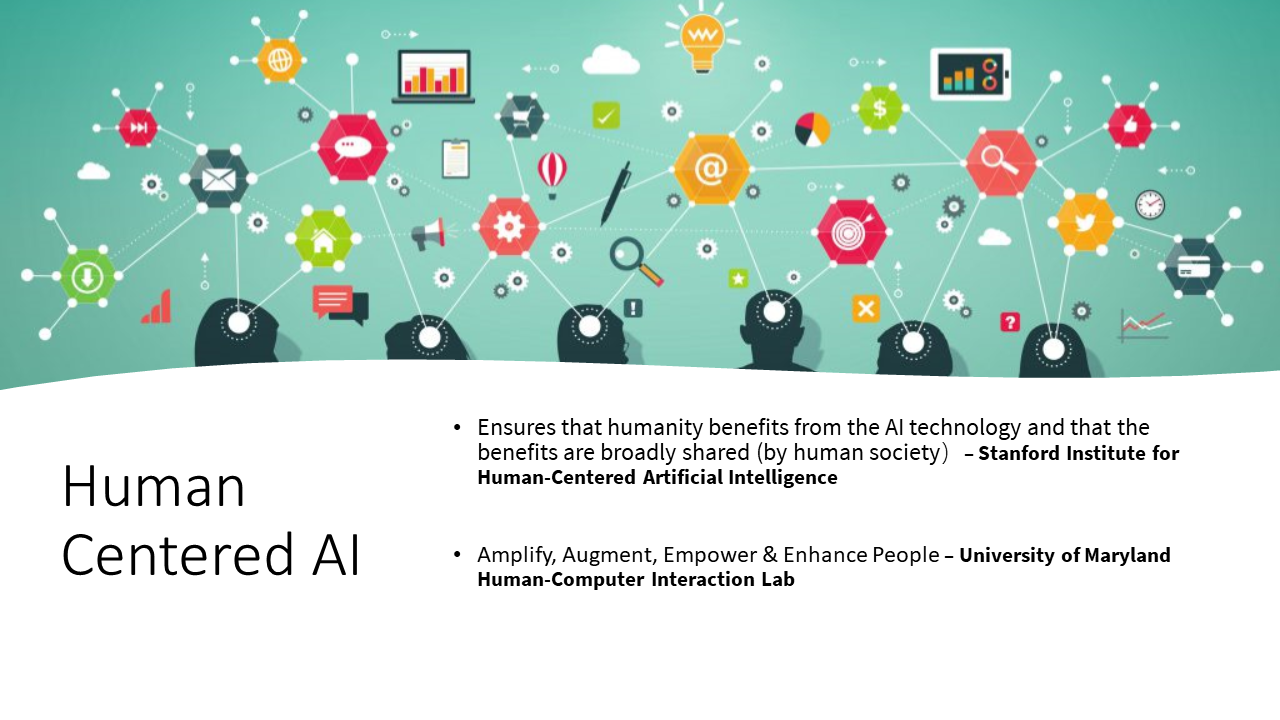 @
$
!
?
Human
Centered AI
• Ensures that humanity benefits from the AI technology and that the
benefits are broadly shared (by human society） – Stanford Institute for
Human-Centered Artificial Intelligence
• Amplify, Augment, Empower & Enhance People – University of Maryland
Human-Computer Interaction Lab